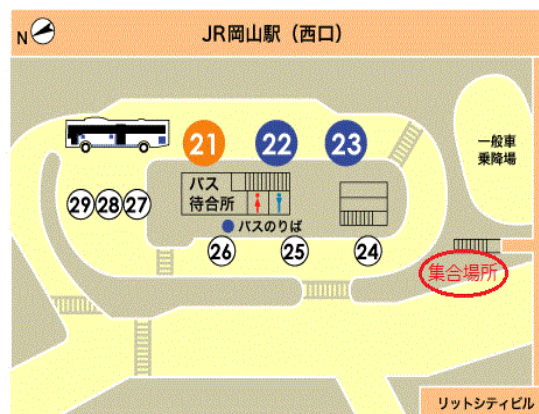 N
JR岡山駅（西口）
21
22
23
一般車
乗降場
バス
待合所
29
28
27
バスのりば
26
25
24
集合場所
リットシティビル